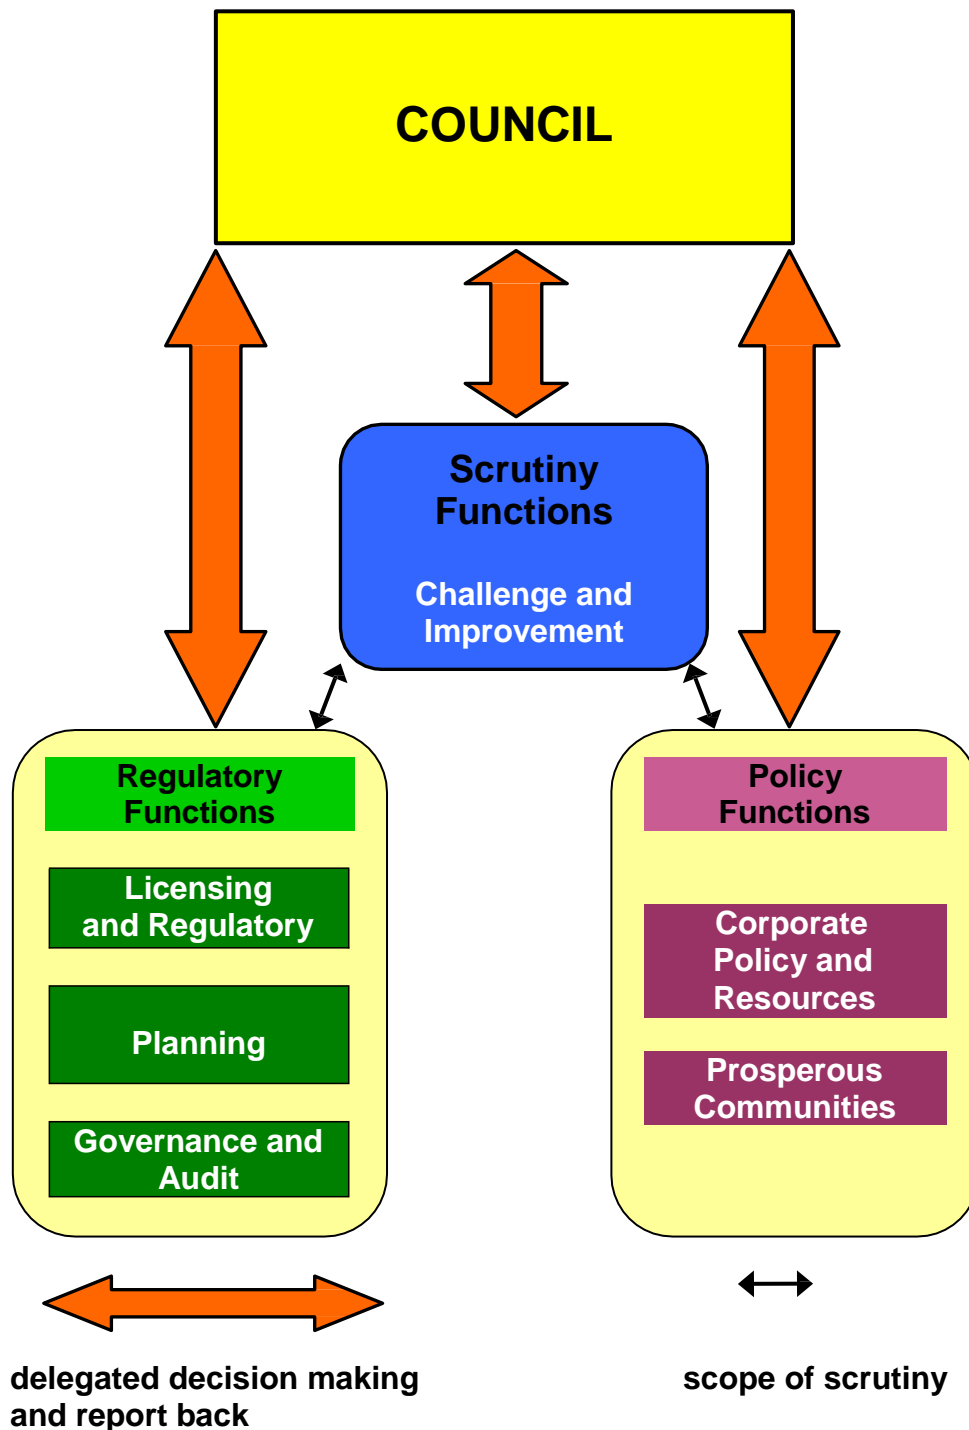 COUNCIL
Scrutiny
Functions
Challenge and
Improvement
Regulatory
Functions
Licensing
and Regulatory
Planning
Governance and
Audit
Policy
Functions
Corporate
Policy and
Resources
Prosperous
Communities
delegated decision making
and report back
scope of scrutiny